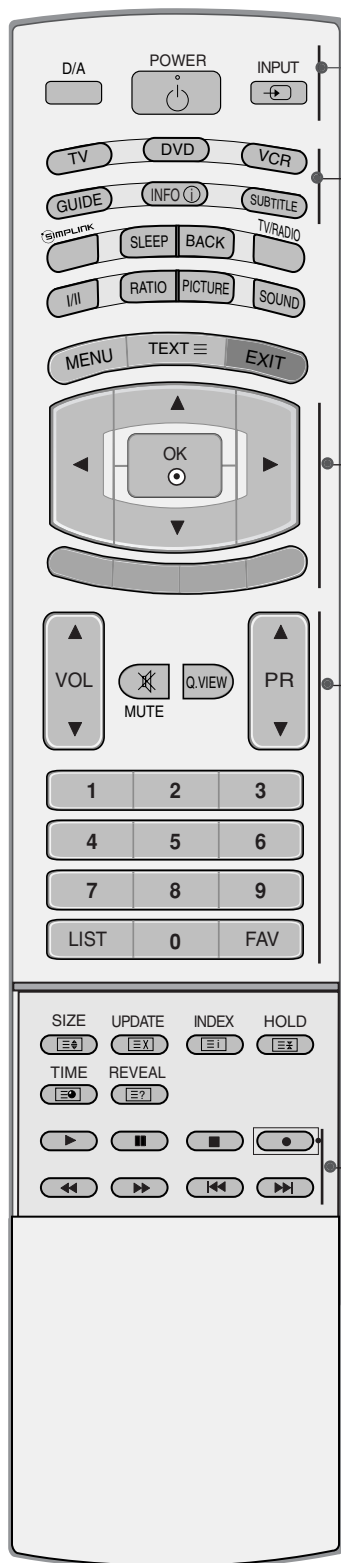 D/A POWER INPUT
TV DVD VCR
GUIDE INFO ⓘ SUBTITLE
SIMPLINK SLEEP BACK TV/RADIO
I/II RATIO PICTURE SOUND
MENU TEXT EXIT
OK
VOL MUTE Q.VIEW PR
1 2 3
4 5 6
7 8 9
LIST 0 FAV
SIZE UPDATE INDEX HOLD
TIME REVEAL